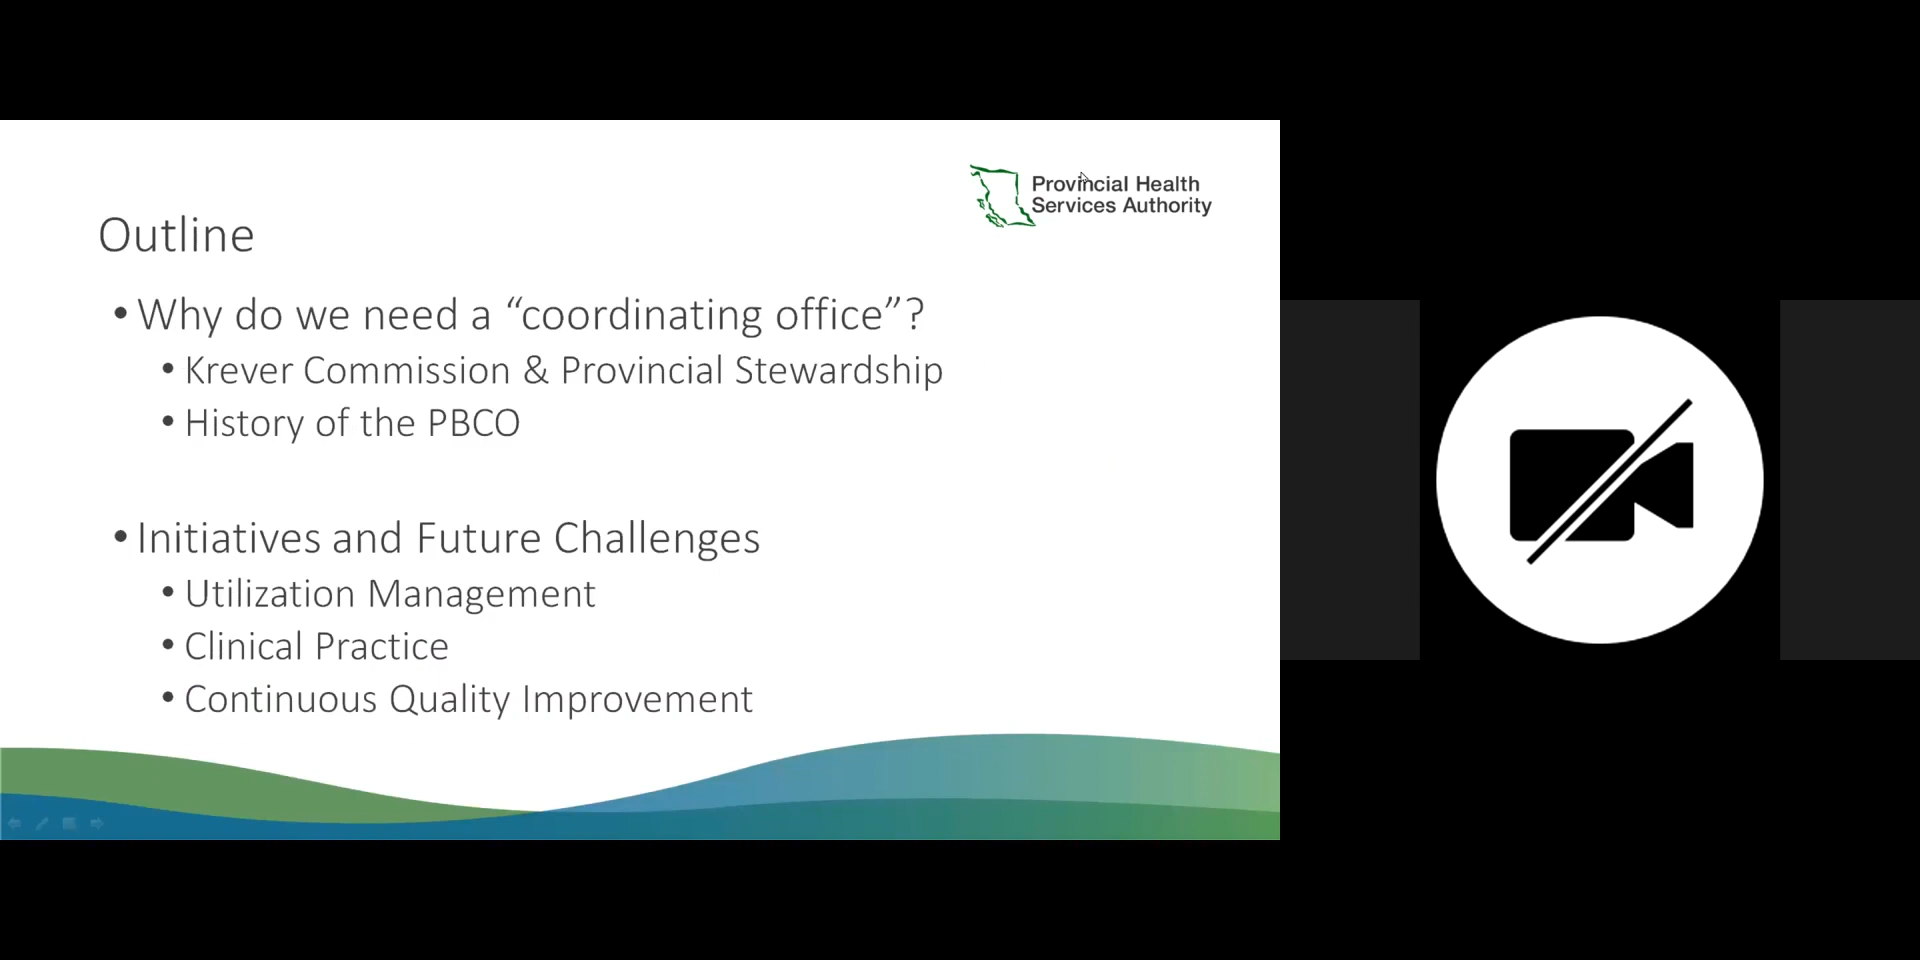 Provincial Health
Services Authority
Outline
• Why do we need a “coordinating office”?
• Krever Commission & Provincial Stewardship
• History of the PBCO
• Initiatives and Future Challenges
• Utilization Management
• Clinical Practice
• Continuous Quality Improvement